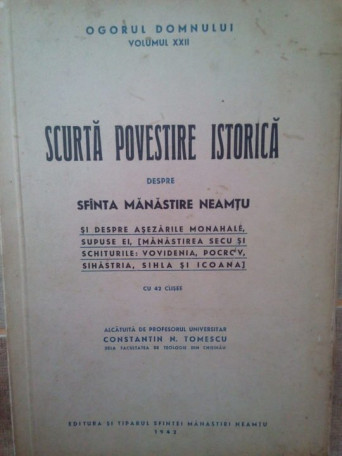 OGORUL DOMNULUI
VOLUMUL XXII
SCURTĂ POVESTIRE ISTORICĂ
DESPRE
SFÎNTA MĂNĂSTIRE NEAMȚU
ȘI DESPRE AȘEZĂRILE MONAHALE,
SUPUSE EI, [MĂNĂSTIREA SECU ȘI
SCHITURILE: VOVIDENIA, POCROV,
SIHĂSTRIA, SIHLA ȘI ICOANA]
CU 42 CLIȘEE
ALCĂTUITĂ DE PROFESORUL UNIVERSITAR
CONSTANTIN N. TOMESCU
DELA FACULTATEA DE TEOLOGIE DIN CHIȘINĂU
EDITURA ȘI TIPARUL SFINTEI MĂNĂSTIRI NEAMȚU
1942